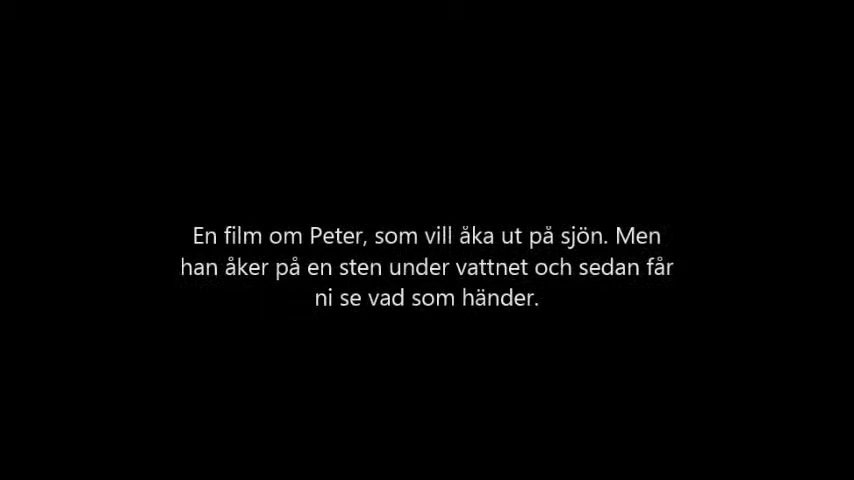 En film om Peter, som vill åka ut på sjön. Men
han åker på en sten under vattnet och sedan får
ni se vad som händer.